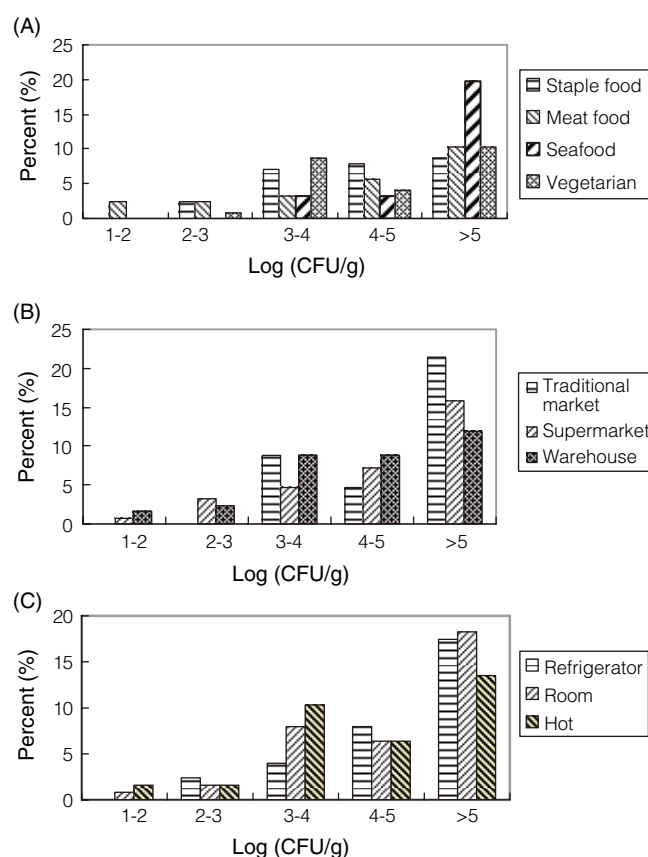 (A)
25
20
15
10
5
0
Percent (%)
1-2 2-3 3-4 4-5 >5
Log (CFU/g)
Staple food
Meat food
Seafood
Vegetarian
(B)
25
20
15
10
5
0
Percent (%)
1-2 2-3 3-4 4-5 >5
Log (CFU/g)
Traditional
market
Supermarket
Warehouse
(C)
20
15
10
5
0
Percent (%)
1-2 2-3 3-4 4-5 >5
Log (CFU/g)
Refrigerator
Room
Hot